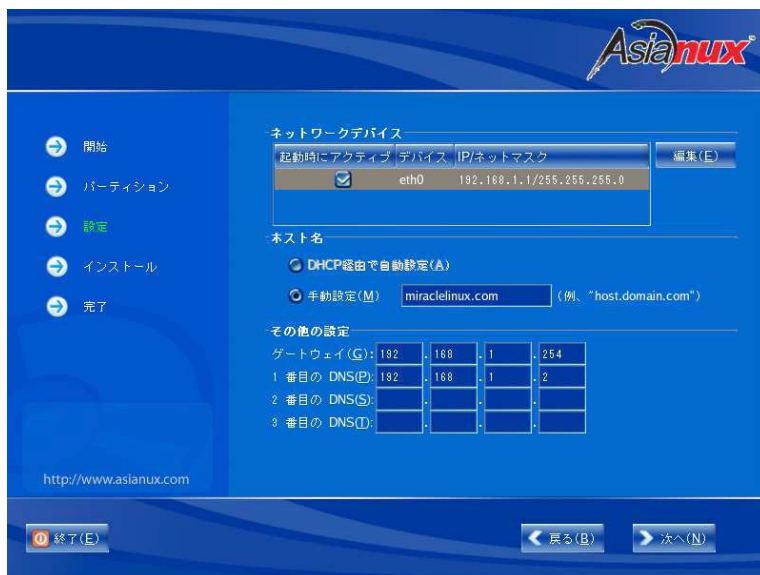 Asianux
開始
パーティション
設定
インストール
完了
http://www.asianux.com
ネットワークデバイス
起動時にアクティブ デバイス IP/ネットマスク
eth0 192.168.1.1/255.255.255.0
編集(E)
ホスト名
DHCP経由で自動設定(A)
手動設定(M) miraclelinux.com (例、"host.domain.com")
その他の設定
ゲートウェイ(G): 192 . 168 . 1 . 254
1 番目の DNS(P): 192 . 168 . 1 . 2
2 番目の DNS(S): . . .
3 番目の DNS(T): . . .
終了(E) 戻る(B) 次へ(N)